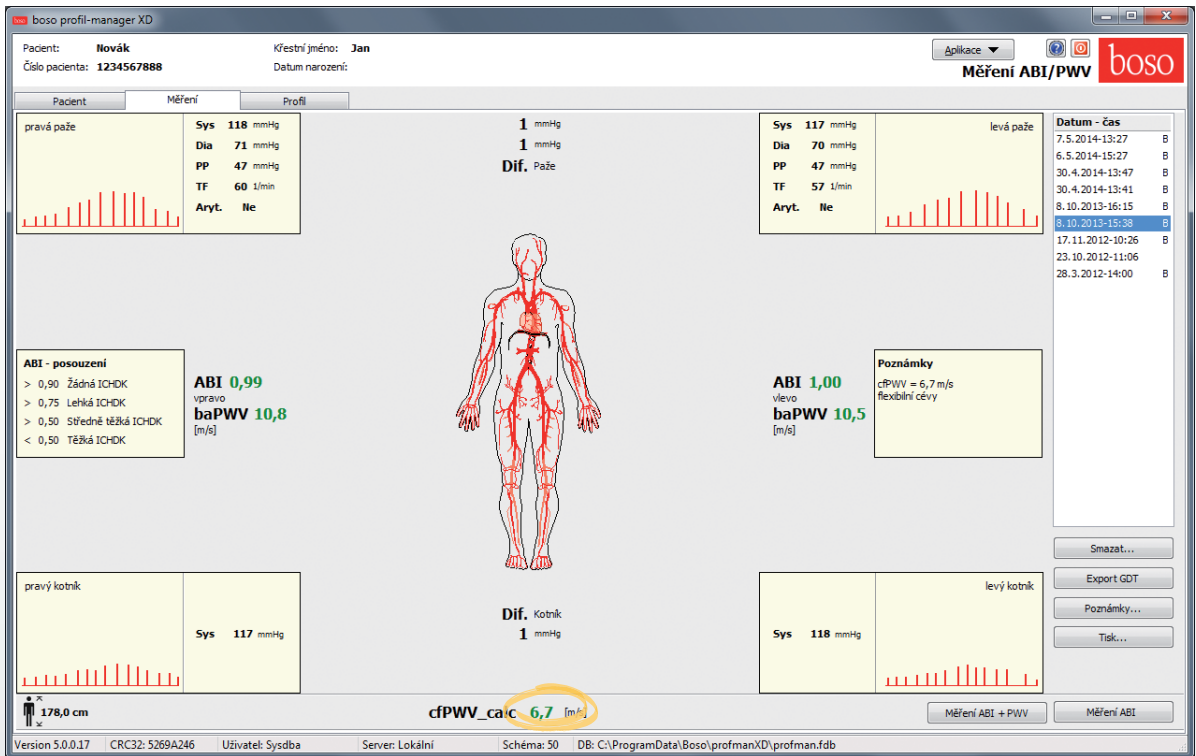 boso profil-manager XD
Pacient: Novák Křestní jméno: Jan
Číslo pacienta: 1234567888 Datum narození:
Aplikace
boso
Měření ABI/PWV
Pacient Měření Profil
pravá paže
Sys 118 mmHg
Dia 71 mmHg
PP 47 mmHg
TF 60 1/min
Aryt. Ne
1 mmHg
1 mmHg
Dif. Paže
Sys 117 mmHg
Dia 70 mmHg
PP 47 mmHg
TF 57 1/min
Aryt. Ne
levá paže
Datum - čas
7.5.2014-13:27 B
6.5.2014-15:27 B
30.4.2014-13:47 B
30.4.2014-13:41 B
8.10.2013-16:15 B
8.10.2013-15:38 B
17.11.2012-10:26 B
23.10.2012-11:06
28.3.2012-14:00 B
ABI - posouzení
> 0,90 Žádná ICHDK
> 0,75 Lehká ICHDK
> 0,50 Středně těžká ICHDK
< 0,50 Těžká ICHDK
ABI 0,99
vpravo
baPWV 10,8
[m/s]
ABI 1,00
vlevo
baPWV 10,5
[m/s]
Poznámky
cfPWV = 6,7 m/s
flexibilní cévy
Smazat...
Export GDT
Poznámky...
Tisk...
pravý kotník
Sys 117 mmHg
Dif. Kotník
1 mmHg
Sys 118 mmHg
levý kotník
178,0 cm
cfPWV_calc 6,7 [m/s]
Měření ABI + PWV
Měření ABI
Version 5.0.0.17 CRC32: 5269A246 Uživatel: Sysdba Server: Lokální Schéma: 50 DB: C:\ProgramData\Boso\profmanXD\profman.fdb